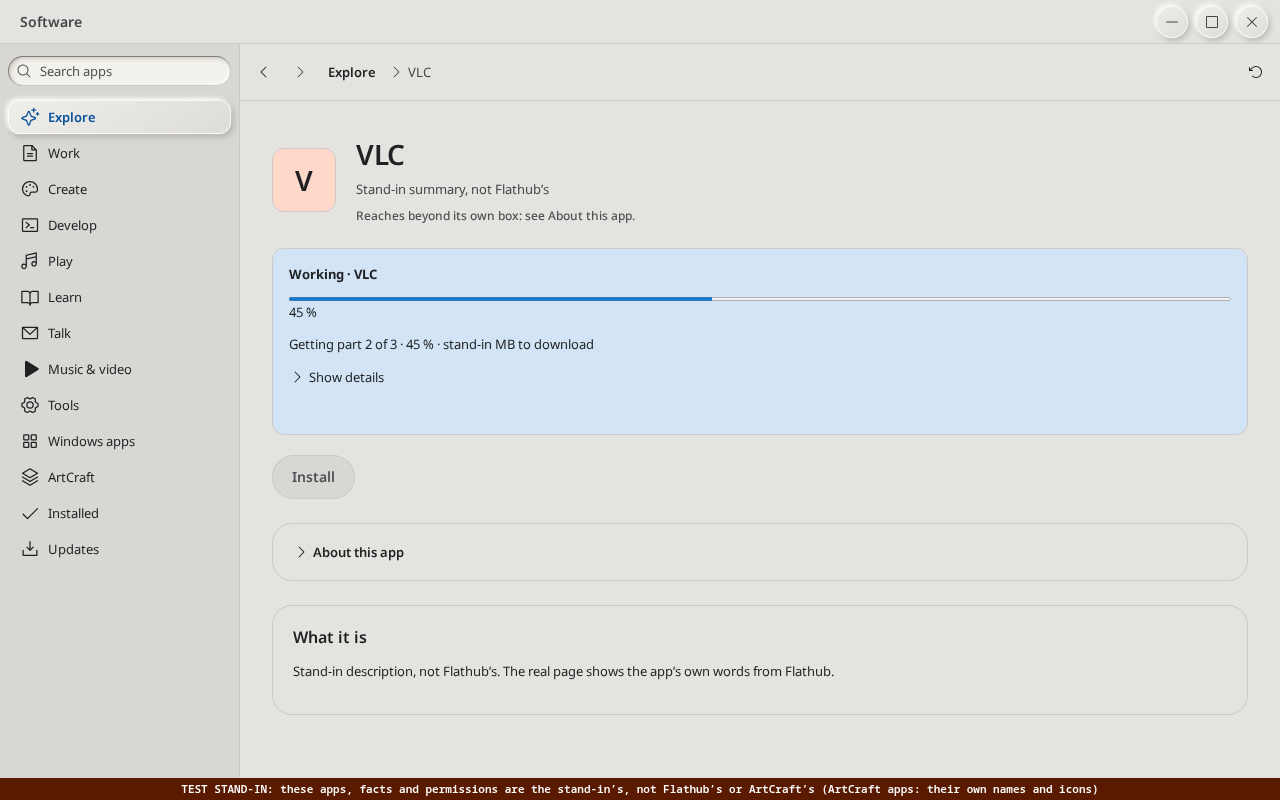 Software
Search apps
Explore
Work
Create
Develop
Play
Learn
Talk
Music & video
Tools
Windows apps
ArtCraft
Installed
Updates
Explore VLC
V
VLC
Stand-in summary, not Flathub’s
Reaches beyond its own box: see About this app.
Working · VLC
45 %
Getting part 2 of 3 · 45 % · stand-in MB to download
Show details
Install
About this app
What it is
Stand-in description, not Flathub’s. The real page shows the app’s own words from Flathub.
TEST STAND-IN: these apps, facts and permissions are the stand-in’s, not Flathub’s or ArtCraft’s (ArtCraft apps: their own names and icons)